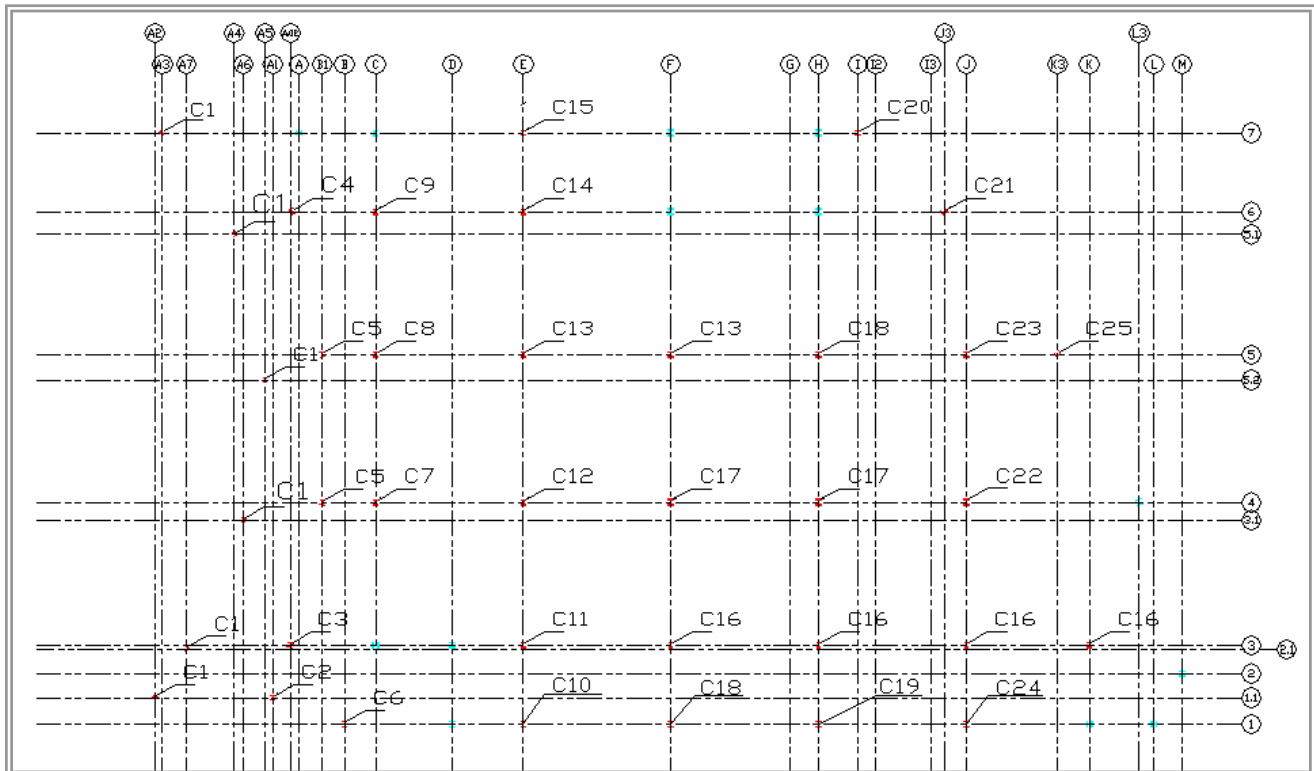 A2 A4 A5 J3 L3
A3 A7 A6 A1 A B1 B C D E F G H I I2 I3 J K3 K L M
C1 C15 C20 7
C4 C9 C14 C21 6
C1 5.1
C5 C8 C13 C13 C18 C23 C25 5
C1 5.2
C5 C7 C12 C17 C17 C22 4
C1 3.1
C3 C11 C16 C16 C16 C16 3
C1 2.1
2
C1 C2 1.1
C6 C10 C18 C19 C24 1